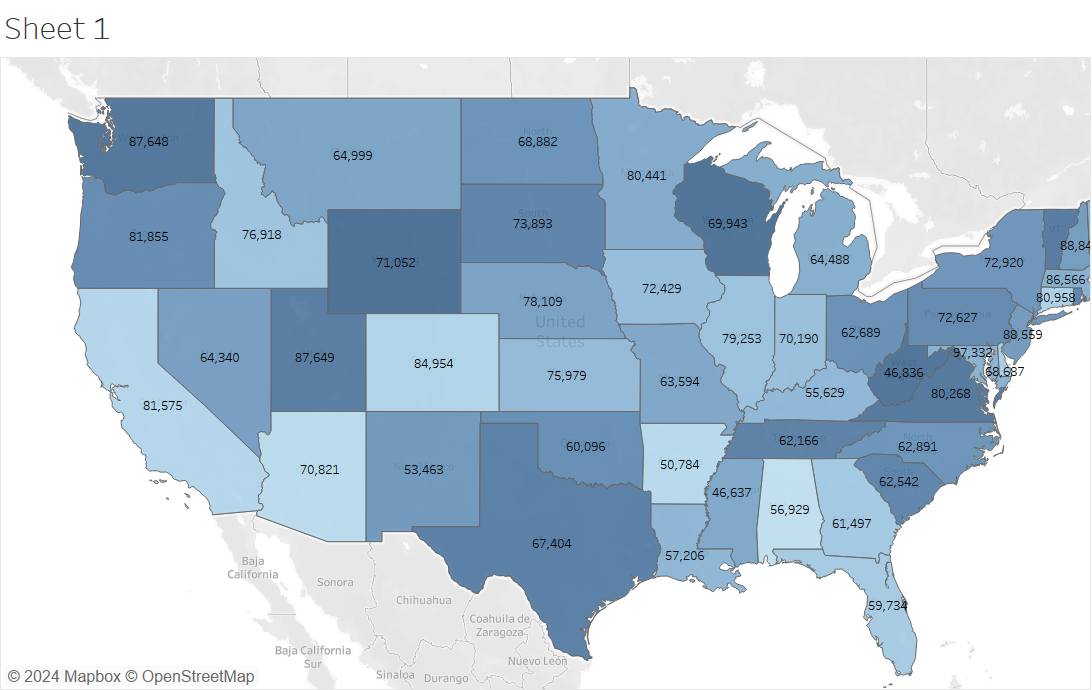 Sheet 1
87,648
64,999
North
68,882
80,441
81,855
76,918
South
73,893
69,943
71,052
64,488
72,920
VT
88,84
86,566
80,958
72,429
78,109
United
States
64,340
87,649
84,954
75,979
79,253
70,190
62,689
72,627
88,559
97,332
68,687
46,836
80,268
81,575
63,594
55,629
62,166
North
62,891
70,821
53,463
60,096
50,784
South
62,542
46,637
56,929
61,497
67,404
57,206
59,734
Baja
California
Sonora
Chihuahua
Coahuila de
Zaragoza
Baja California
Sur
Sinaloa
Durango
Nuevo León
© 2024 Mapbox © OpenStreetMap